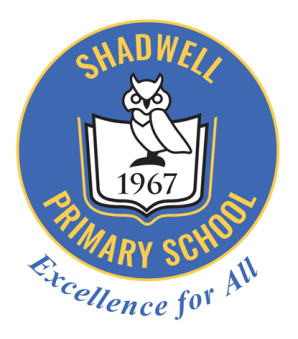 SHADWELL
1967
PRIMARY SCHOOL
Excellence for All